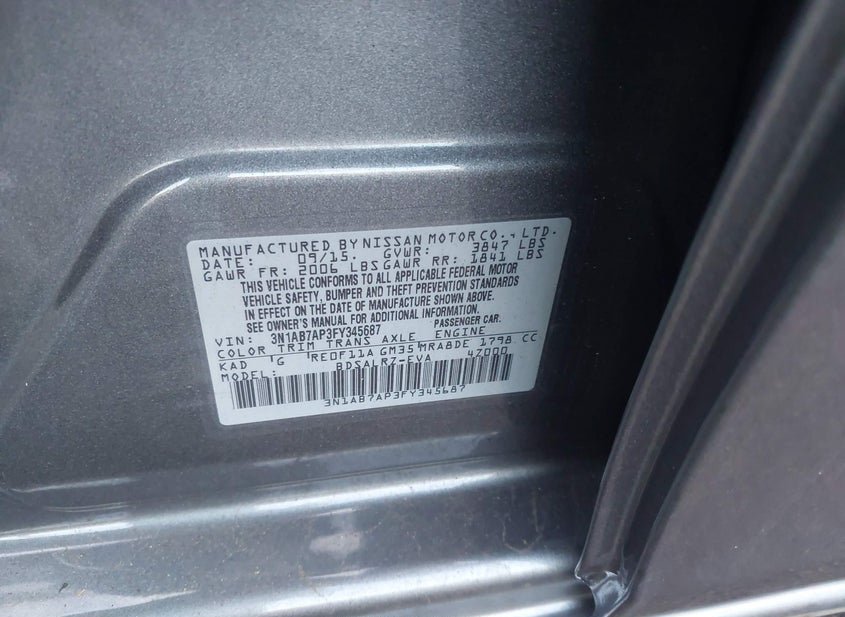 MANUFACTURED BY NISSAN MOTOR CO., LTD.
DATE: 09/15. GVWR: 3847 LBS
GAWR FR: 2006 LBS GAWR RR: 1841 LBS
THIS VEHICLE CONFORMS TO ALL APPLICABLE FEDERAL MOTOR
VEHICLE SAFETY, BUMPER AND THEFT PREVENTION STANDARDS
IN EFFECT ON THE DATE OF MANUFACTURE SHOWN ABOVE.
SEE OWNER'S MANUAL FOR ADDITIONAL INFORMATION.
VIN: 3N1AB7AP3FY345687 PASSENGER CAR.
COLOR TRIM TRANS AXLE ENGINE
KAD 'G 'RE0F11A GM35 'MRA8DE 1798 CC
MODEL: BDSALRZ-EVA 4Z000
3N1AB7AP3FY345687